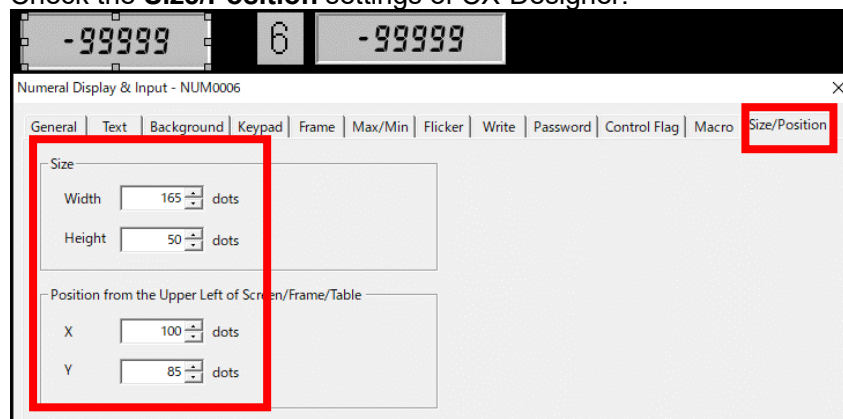 Check the Size/Position settings of CX-Designer.
-99999 6 -99999
Numeral Display & Input - NUM0006
General Text Background Keypad Frame Max/Min Flicker Write Password Control Flag Macro Size/Position
Size
Width 165 dots
Height 50 dots
Position from the Upper Left of Screen/Frame/Table
X 100 dots
Y 85 dots